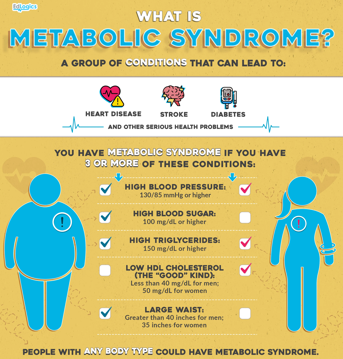 EdLogics
WHAT IS
METABOLIC SYNDROME?
A GROUP OF CONDITIONS THAT CAN LEAD TO:
HEART DISEASE
STROKE
DIABETES
AND OTHER SERIOUS HEALTH PROBLEMS
YOU HAVE METABOLIC SYNDROME IF YOU HAVE
3 OR MORE OF THESE CONDITIONS:
HIGH BLOOD PRESSURE:
130/85 mmHg or higher
HIGH BLOOD SUGAR:
100 mg/dL or higher
HIGH TRIGLYCERIDES:
150 mg/dL or higher
LOW HDL CHOLESTEROL
(THE "GOOD" KIND):
Less than 40 mg/dL for men;
50 mg/dL for women
LARGE WAIST:
Greater than 40 inches for men;
35 inches for women
PEOPLE WITH ANY BODY TYPE COULD HAVE METABOLIC SYNDROME.